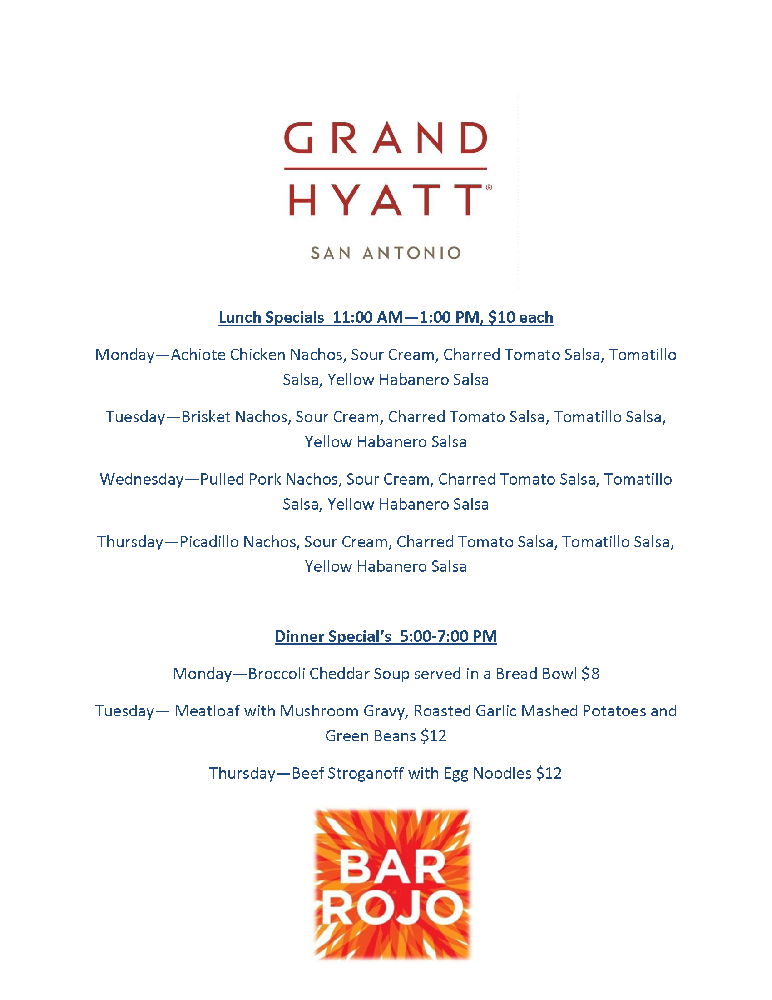 GRAND
HYATT®
SAN ANTONIO
Lunch Specials  11:00 AM—1:00 PM, $10 each
Monday—Achiote Chicken Nachos, Sour Cream, Charred Tomato Salsa, Tomatillo
Salsa, Yellow Habanero Salsa
Tuesday—Brisket Nachos, Sour Cream, Charred Tomato Salsa, Tomatillo Salsa,
Yellow Habanero Salsa
Wednesday—Pulled Pork Nachos, Sour Cream, Charred Tomato Salsa, Tomatillo
Salsa, Yellow Habanero Salsa
Thursday—Picadillo Nachos, Sour Cream, Charred Tomato Salsa, Tomatillo Salsa,
Yellow Habanero Salsa
Dinner Special’s  5:00-7:00 PM
Monday—Broccoli Cheddar Soup served in a Bread Bowl $8
Tuesday— Meatloaf with Mushroom Gravy, Roasted Garlic Mashed Potatoes and
Green Beans $12
Thursday—Beef Stroganoff with Egg Noodles $12
BAR
ROJO